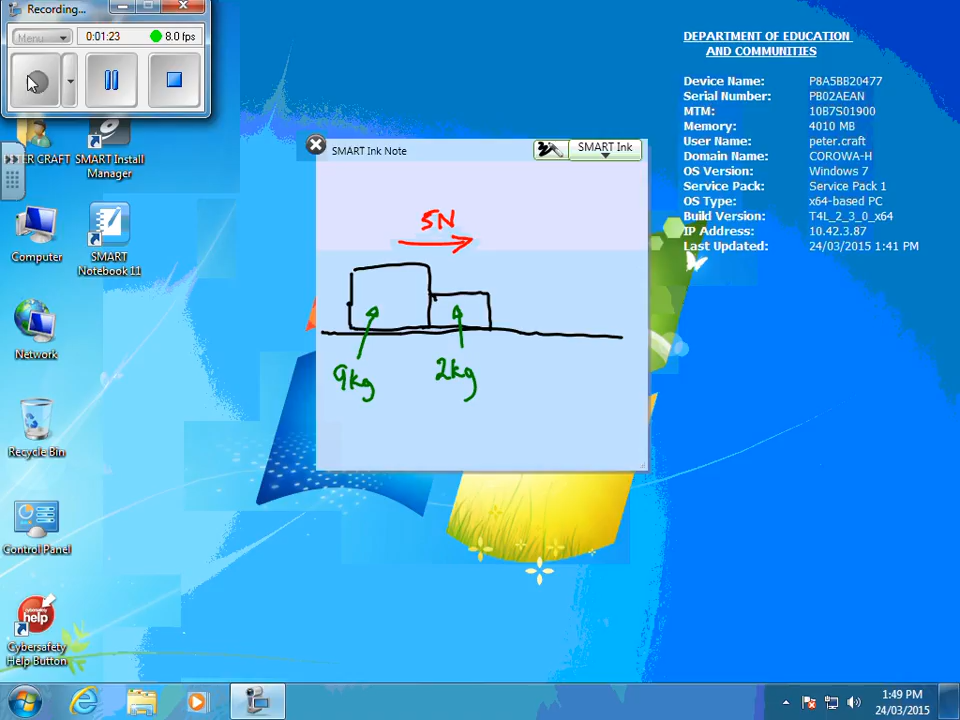 Recording...
Menu
0:01:23
8.0 fps
DEPARTMENT OF EDUCATION
AND COMMUNITIES
Device Name: P8A5BB20477
Serial Number: PB02AEAN
MTM: 10B7S01900
Memory: 4010 MB
User Name: peter.craft
Domain Name: COROWA-H
OS Version: Windows 7
Service Pack: Service Pack 1
OS Type: x64-based PC
Build Version: T4L_2_3_0_x64
IP Address: 10.42.3.87
Last Updated: 24/03/2015 1:41 PM
ER CRAFT
SMART Install
Manager
Computer
SMART
Notebook 11
Network
Recycle Bin
Control Panel
Cybersafety
help
Cybersafety
Help Button
SMART Ink Note
SMART Ink
5N
9kg
2kg
1:49 PM
24/03/2015